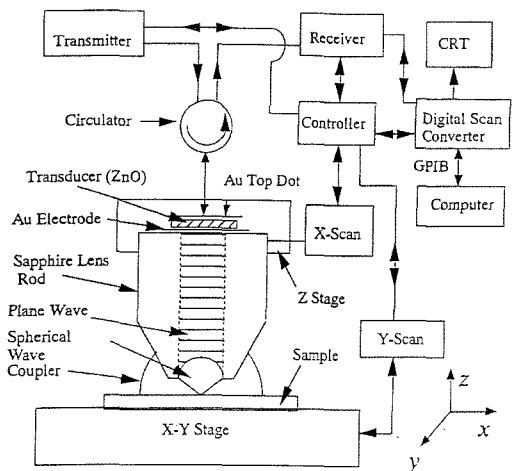 Transmitter
Receiver
CRT
Circulator
Controller
Digital Scan
Converter
GPIB
Transducer (ZnO)
Au Top Dot
Computer
Au Electrode
X-Scan
Sapphire Lens
Rod
Z Stage
Plane Wave
Spherical
Wave
Coupler
Sample
Y-Scan
X-Y Stage
z
x
y